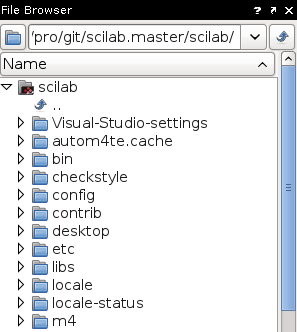 File Browser
'pro/git/scilab.master/scilab/
Name
scilab
..
Visual-Studio-settings
autom4te.cache
bin
checkstyle
config
contrib
desktop
etc
libs
locale
locale-status
m4